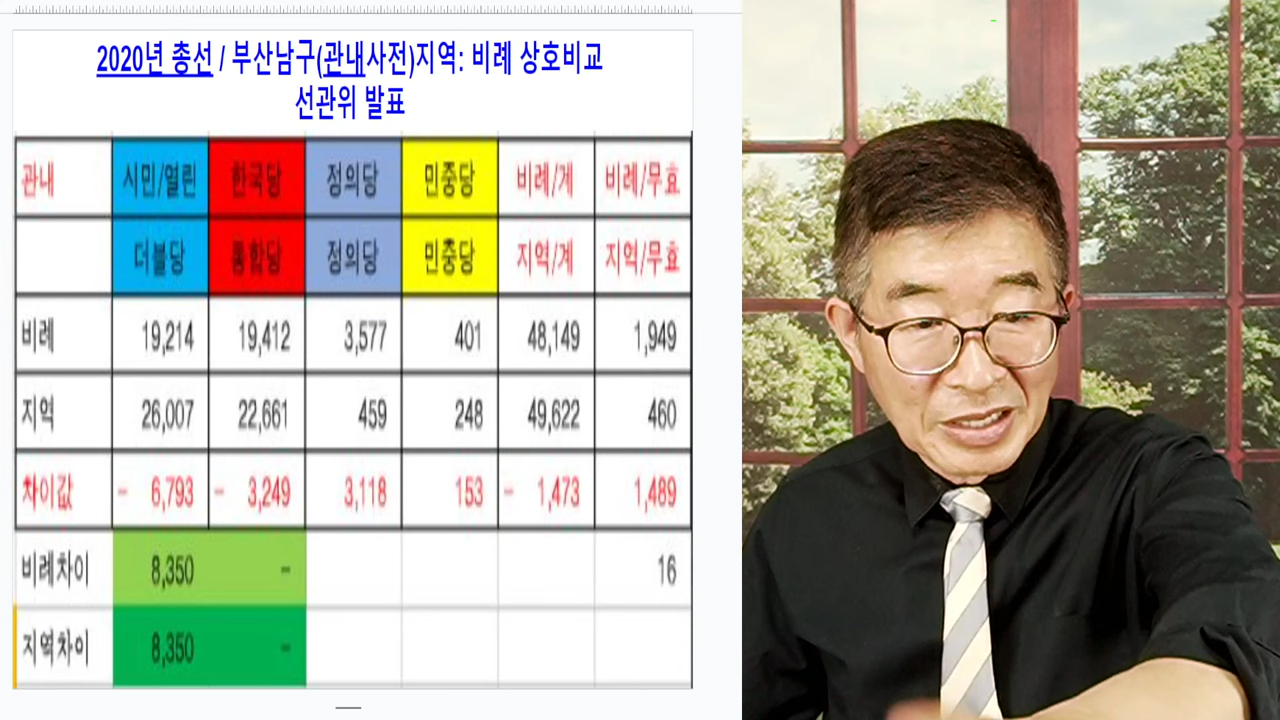 2020년 총선 / 부산남구(관내사전)지역: 비례 상호비교
선관위 발표
관내 시민/열린 한국당 정의당 민중당 비례/계 비례/무효
더블당 통합당 정의당 민중당 지역/계 지역/무효
비례 19,214 19,412 3,577 401 48,149 1,949
지역 26,007 22,661 459 248 49,622 460
차이값 - 6,793 - 3,249 3,118 153 - 1,473 1,489
비례차이 8,350 - 16
지역차이 8,350 -